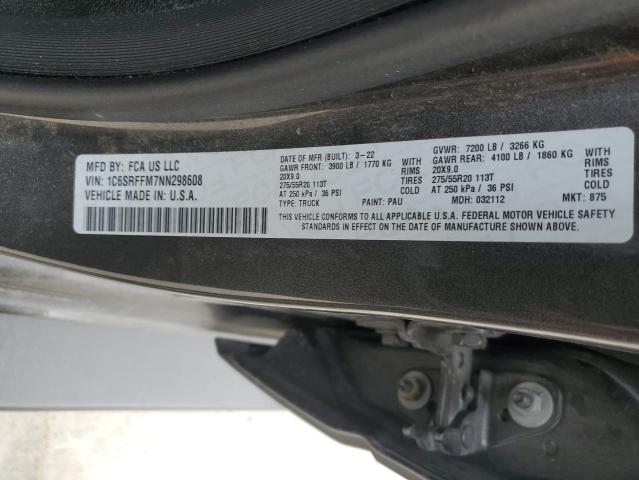 MFD BY: FCA US LLC
VIN: 1C6SRFFM7NN298608
VEHICLE MADE IN: U.S.A.
DATE OF MFR (BUILT): 3-22
GAWR FRONT: 3900 LB / 1770 KG
20X9.0 RIMS
275/55R20 113T TIRES
AT 250 kPa / 36 PSI
TYPE: TRUCK
PAINT: PAU
GVWR: 7200 LB / 3266 KG
GAWR REAR: 4100 LB / 1860 KG
20X9.0 RIMS
275/55R20 113T TIRES
AT 250 kPa / 36 PSI
MDH: 032112
MKT: 875
THIS VEHICLE CONFORMS TO ALL APPLICABLE U.S.A. FEDERAL MOTOR VEHICLE SAFETY
STANDARDS IN EFFECT ON THE DATE OF MANUFACTURE SHOWN ABOVE.